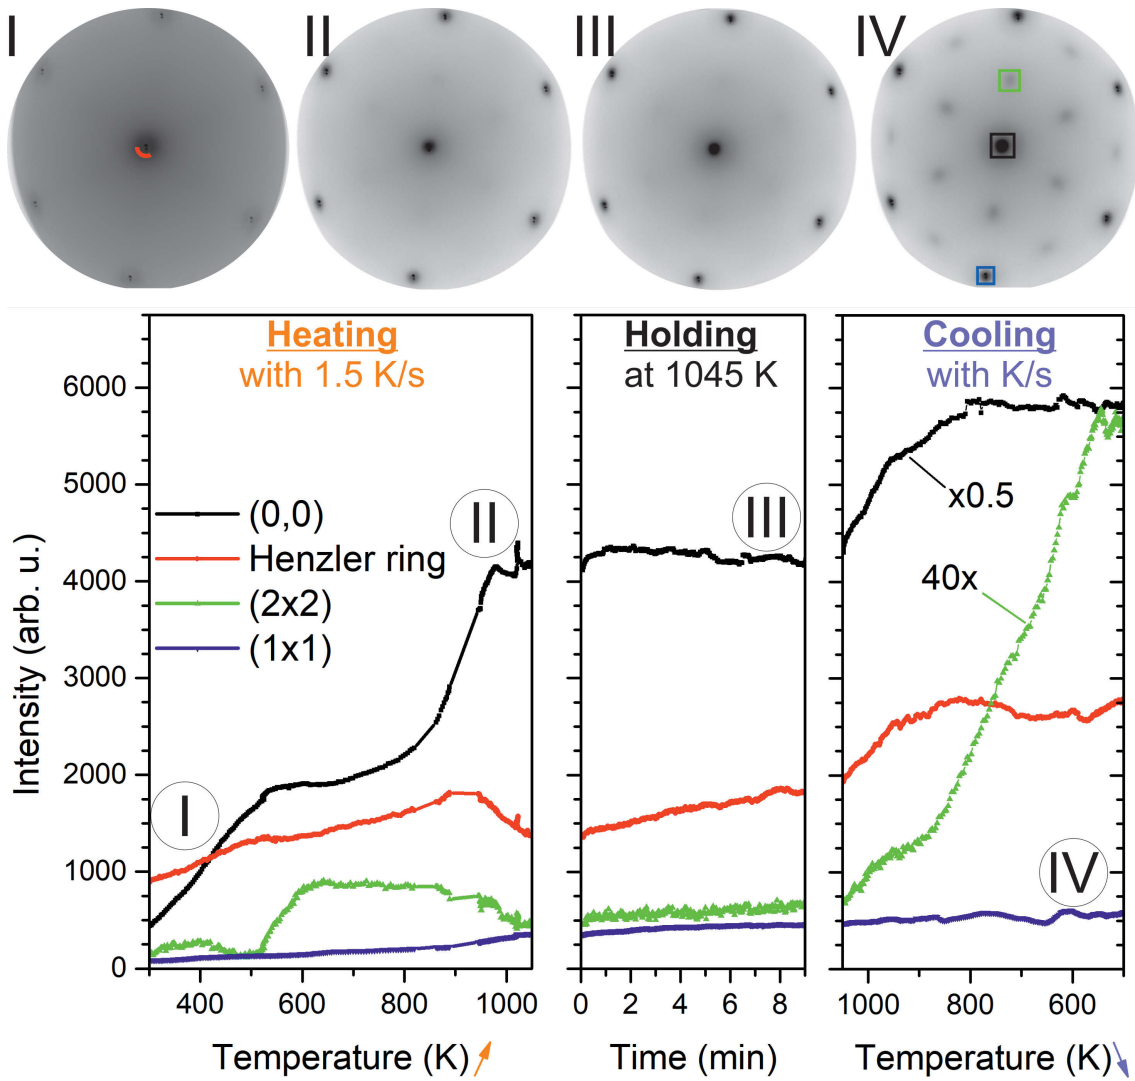 I
II
III
IV
Heating
with 1.5 K/s
Holding
at 1045 K
Cooling
with K/s
Intensity (arb. u.)
6000
5000
4000
3000
2000
1000
0
(0,0)
Henzler ring
(2x2)
(1x1)
I
II
III
x0.5
40x
IV
400
600
800
1000
0
2
4
6
8
1000
800
600
Temperature (K)
Time (min)
Temperature (K)